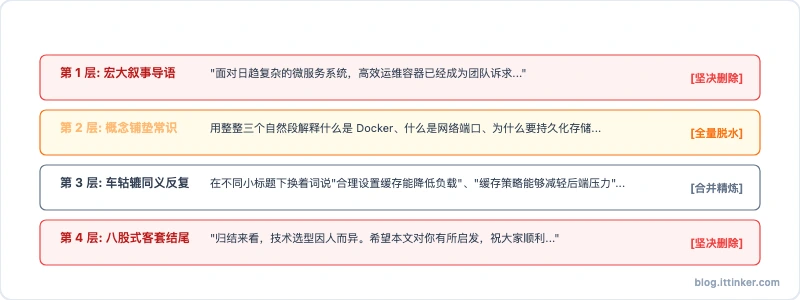 第 1 层: 宏大叙事导语 "面对日趋复杂的微服务系统，高效运维容器已经成为团队诉求..." [坚决删除]
第 2 层: 概念铺垫常识 用整整三个自然段解释什么是 Docker、什么是网络端口、为什么要持久化存储... [全量脱水]
第 3 层: 车轱辘同义反复 在不同小标题下换着词说"合理设置缓存能降低负载"、"缓存策略能够减轻后端压力"... [合并精炼]
第 4 层: 八股式客套结尾 "归结来看，技术选型因人而异。希望本文对你有所启发，祝大家顺利..." [坚决删除]
blog.ittinker.com